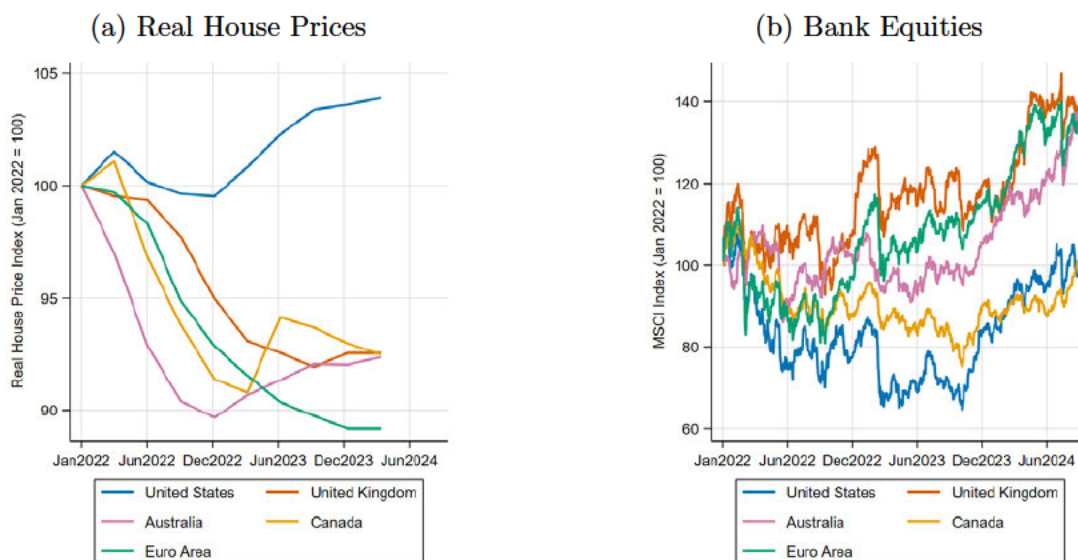 (a) Real House Prices
Real House Price Index (Jan 2022 = 100)
105
100
95
90
Jan2022 Jun2022 Dec2022 Jun2023 Dec2023 Jun2024
United States United Kingdom
Australia Canada
Euro Area
(b) Bank Equities
MSCI Index (Jan 2022 = 100)
140
120
100
80
60
Jan2022 Jun2022 Dec2022 Jun2023 Dec2023 Jun2024
United States United Kingdom
Australia Canada
Euro Area